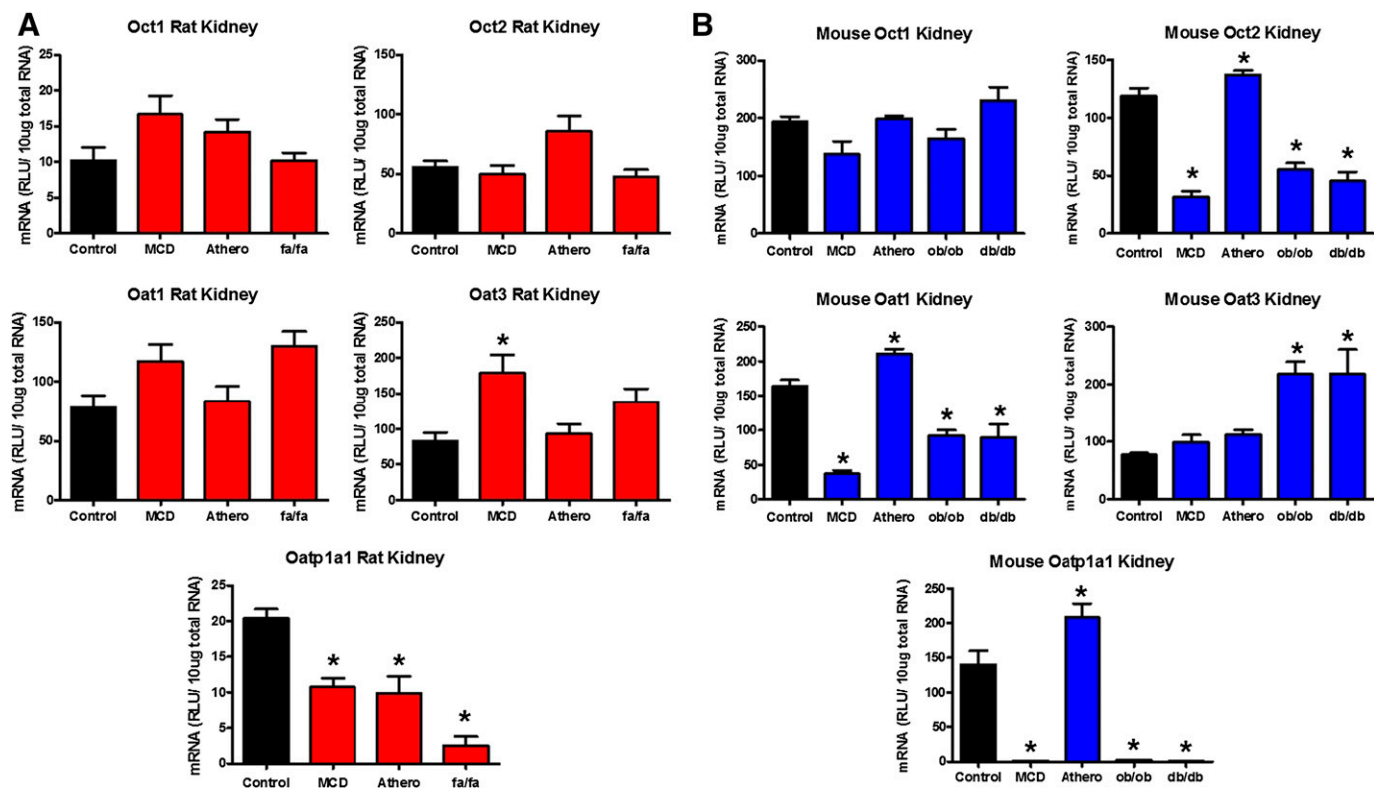 A
Oct1 Rat Kidney
mRNA (RLU/ 10ug total RNA)
25
20
15
10
5
0
Control MCD Athero fa/fa
Oct2 Rat Kidney
mRNA (RLU/ 10ug total RNA)
150
100
50
0
Control MCD Athero fa/fa
Oat1 Rat Kidney
mRNA (RLU/ 10ug total RNA)
150
100
50
0
Control MCD Athero fa/fa
Oat3 Rat Kidney
mRNA (RLU/ 10ug total RNA)
250
200
150
100
50
0
*
Control MCD Athero fa/fa
Oatp1a1 Rat Kidney
mRNA (RLU/ 10ug total RNA)
25
20
15
10
5
0
* * *
Control MCD Athero fa/fa
B
Mouse Oct1 Kidney
mRNA (RLU/ 10ug total RNA)
300
200
100
0
Control MCD Athero ob/ob db/db
Mouse Oct2 Kidney
mRNA (RLU/ 10ug total RNA)
150
100
50
0
* * * *
Control MCD Athero ob/ob db/db
Mouse Oat1 Kidney
mRNA (RLU/ 10ug total RNA)
250
200
150
100
50
0
* * * *
Control MCD Athero ob/ob db/db
Mouse Oat3 Kidney
mRNA (RLU/ 10ug total RNA)
300
200
100
0
* *
Control MCD Athero ob/ob db/db
Mouse Oatp1a1 Kidney
mRNA (RLU/ 10ug total RNA)
250
200
150
100
50
0
* * * *
Control MCD Athero ob/ob db/db